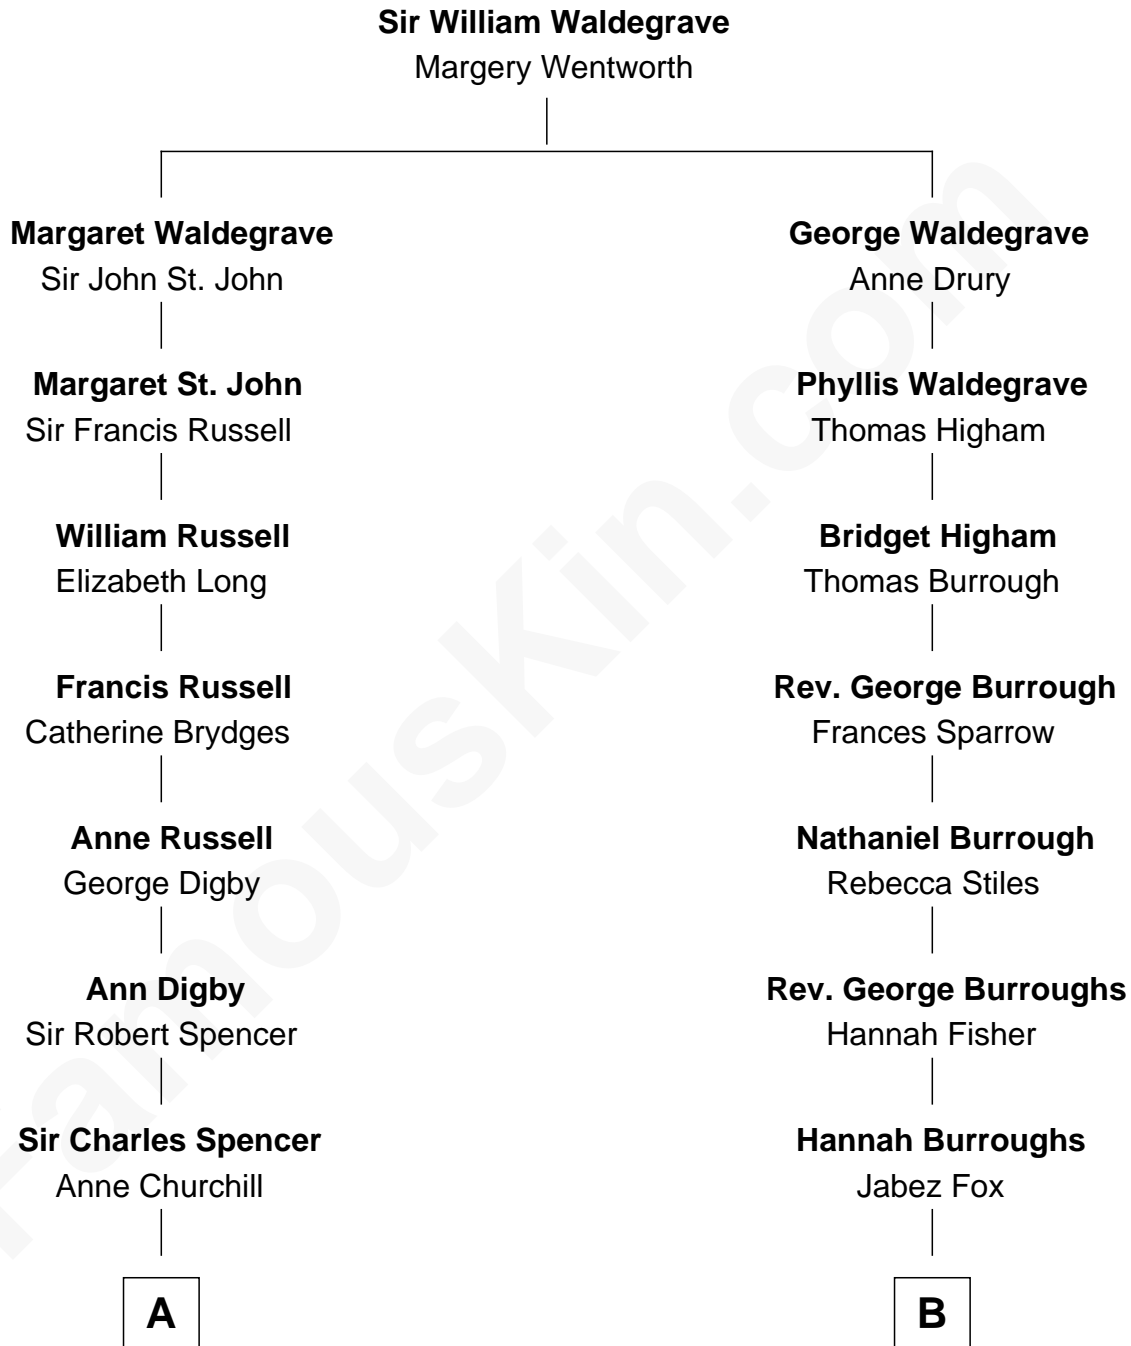 Sir William Waldegrave
Margery Wentworth
Margaret Waldegrave
Sir John St. John
George Waldegrave
Anne Drury
Margaret St. John
Sir Francis Russell
Phyllis Waldegrave
Thomas Higham
William Russell
Elizabeth Long
Bridget Higham
Thomas Burrough
Francis Russell
Catherine Brydges
Rev. George Burrough
Frances Sparrow
Anne Russell
George Digby
Nathaniel Burrough
Rebecca Stiles
Ann Digby
Sir Robert Spencer
Rev. George Burroughs
Hannah Fisher
Sir Charles Spencer
Anne Churchill
Hannah Burroughs
Jabez Fox
A
B
FamousKin.com